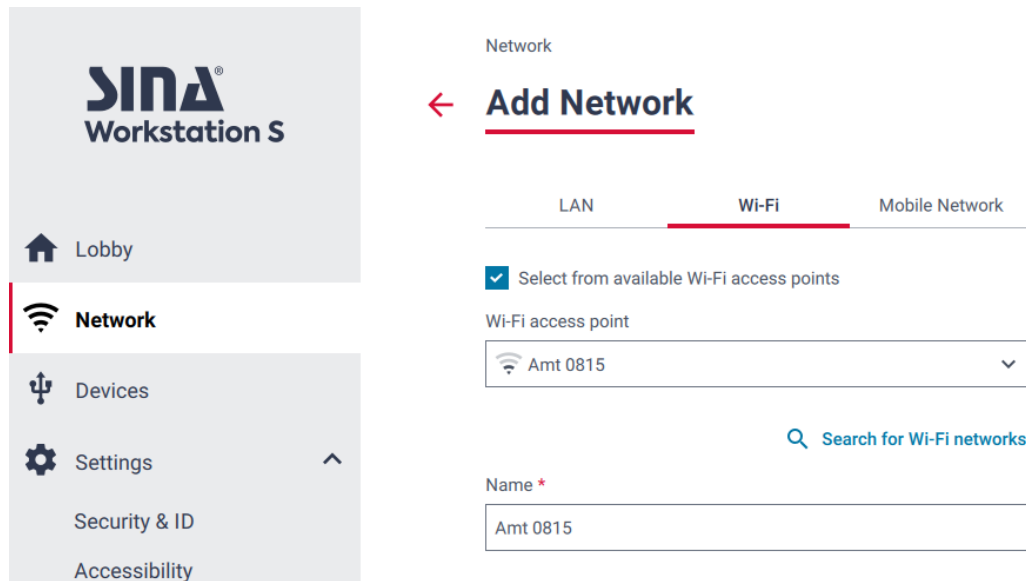 SINA®
Workstation S
Lobby
Network
Devices
Settings
Security & ID
Accessibility
Network
Add Network
LAN Wi-Fi Mobile Network
Select from available Wi-Fi access points
Wi-Fi access point
Amt 0815
Search for Wi-Fi networks
Name *
Amt 0815